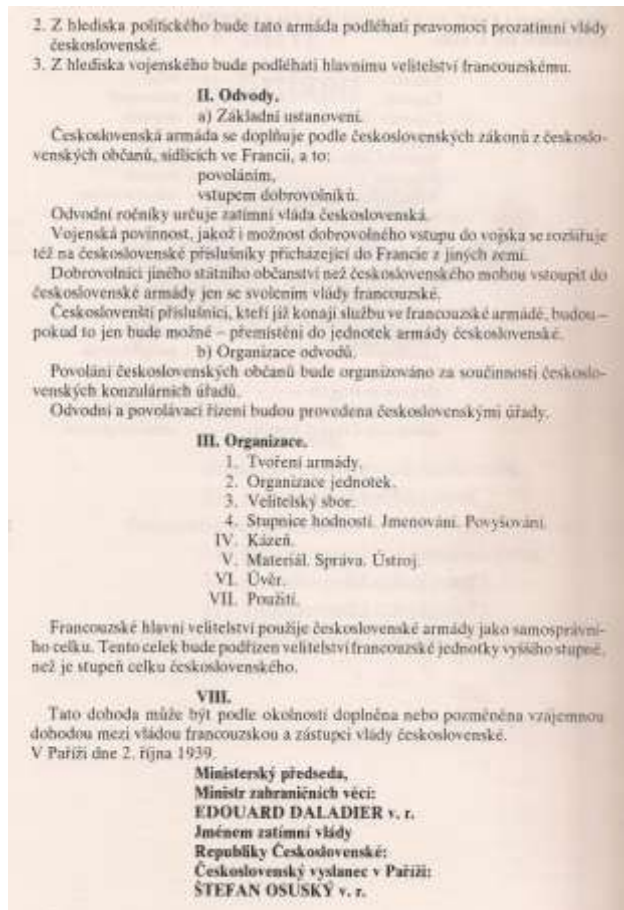 2. Z hlediska politického bude tato armáda podléhati pravomoci prozatimní vlády
československé.
3. Z hlediska vojenského bude podléhati hlavnímu velitelství francouzskému.
II. Odvody.
a) Základní ustanovení.
Československá armáda se doplňuje podle československých zákonů z českoslo-
venských občanů, sídlících ve Francii, a to:
povoláním,
vstupem dobrovolníků.
Odvodní ročníky určuje zatímní vláda československá.
Vojenská povinnost, jakož i možnost dobrovolného vstupu do vojska se rozšiřuje
též na československé příslušníky přicházející do Francie z jiných zemí.
Dobrovolníci jiného státního občanství než československého mohou vstoupit do
československé armády jen se svolením vlády francouzské.
Českoslovenští příslušníci, kteří již konají službu ve francouzské armádě, budou –
pokud to jen bude možné – přemístěni do jednotek armády československé.
b) Organizace odvodů.
Povolání československých občanů bude organizováno za součinnosti českoslo-
venských konzulárních úřadů.
Odvodní a povolávací řízení budou provedena československými úřady.
III. Organizace.
1. Tvoření armády.
2. Organizace jednotek.
3. Velitelský sbor.
4. Stupnice hodností. Jmenování. Povyšování.
IV. Kázeň.
V. Materiál. Správa. Ústroj.
VI. Úvěr.
VII. Použití.
Francouzské hlavní velitelství použije československé armády jako samosprávní-
ho celku. Tento celek bude podřízen velitelství francouzské jednotky vyššího stupně,
než je stupeň celku československého.
VIII.
Tato dohoda může být podle okolností doplněna nebo pozměněna vzájemnou
dohodou mezi vládou francouzskou a zástupci vlády československé.
V Paříži dne 2. října 1939.
Ministerský předseda,
Ministr zahraničních věcí:
EDOUARD DALADIER v. r.
Jménem zatímní vlády
Republiky Československé:
Československý vyslanec v Paříži:
ŠTEFAN OSUSKÝ v. r.